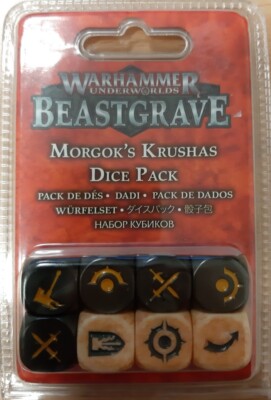 WARHAMMER
UNDERWORLDS
BEASTGRAVE
MORGOK'S KRUSHAS
DICE PACK
PACK DE DÉS • DADI • PACK DE DADOS
WÜRFELSET • ダイスパック • 骰子包
НАБОР КУБИКОВ